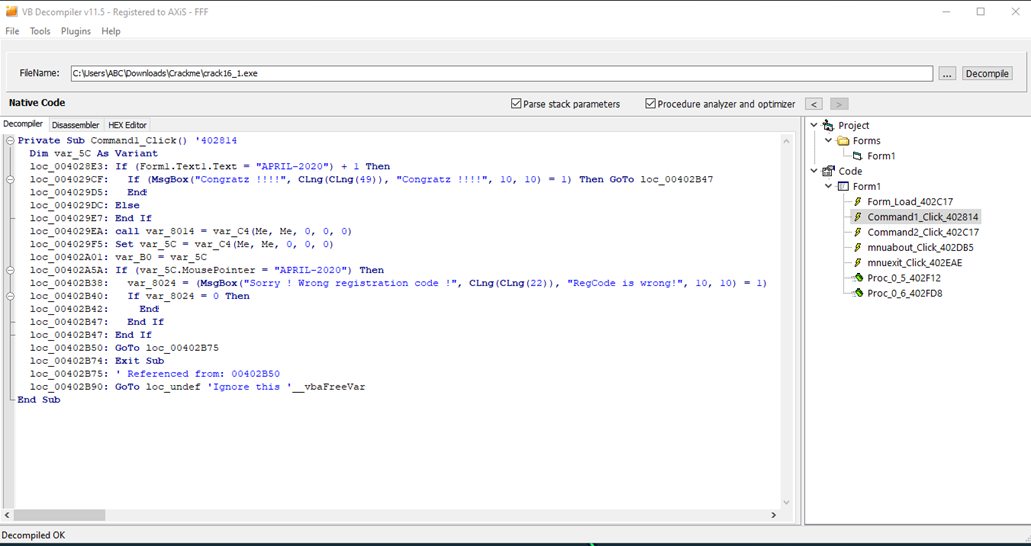 VB Decompiler v11.5 - Registered to AXiS - FFF
File Tools Plugins Help
FileName: C:\Users\ABC\Downloads\Crackme\crack16_1.exe ... Decompile
Native Code Parse stack parameters Procedure analyzer and optimizer < >
Decompiler Disassembler HEX Editor
Private Sub Command1_Click() '402814
Dim var_5C As Variant
loc_004028E3: If (Form1.Text1.Text = "APRIL-2020") + 1 Then
loc_004029CF: If (MsgBox("Congratz !!!!", CLng(CLng(49)), "Congratz !!!!", 10, 10) = 1) Then GoTo loc_00402B47
loc_004029D5: End
loc_004029DC: Else
loc_004029E7: End If
loc_004029EA: call var_8014 = var_C4(Me, Me, 0, 0, 0)
loc_004029F5: Set var_5C = var_C4(Me, Me, 0, 0, 0)
loc_00402A01: var_B0 = var_5C
loc_00402A5A: If (var_5C.MousePointer = "APRIL-2020") Then
loc_00402B38: var_8024 = (MsgBox("Sorry ! Wrong registration code !", CLng(CLng(22)), "RegCode is wrong!", 10, 10) = 1)
loc_00402B40: If var_8024 = 0 Then
loc_00402B42: End
loc_00402B47: End If
loc_00402B47: End If
loc_00402B50: GoTo loc_00402B75
loc_00402B74: Exit Sub
loc_00402B75: ' Referenced from: 00402B50
loc_00402B90: GoTo loc_undef 'Ignore this '__vbaFreeVar
End Sub
Project
Forms
Form1
Code
Form1
Form_Load_402C17
Command1_Click_402814
Command2_Click_402C17
mnuabout_Click_402DB5
mnuexit_Click_402EAE
Proc_0_5_402F12
Proc_0_6_402FD8
Decompiled OK